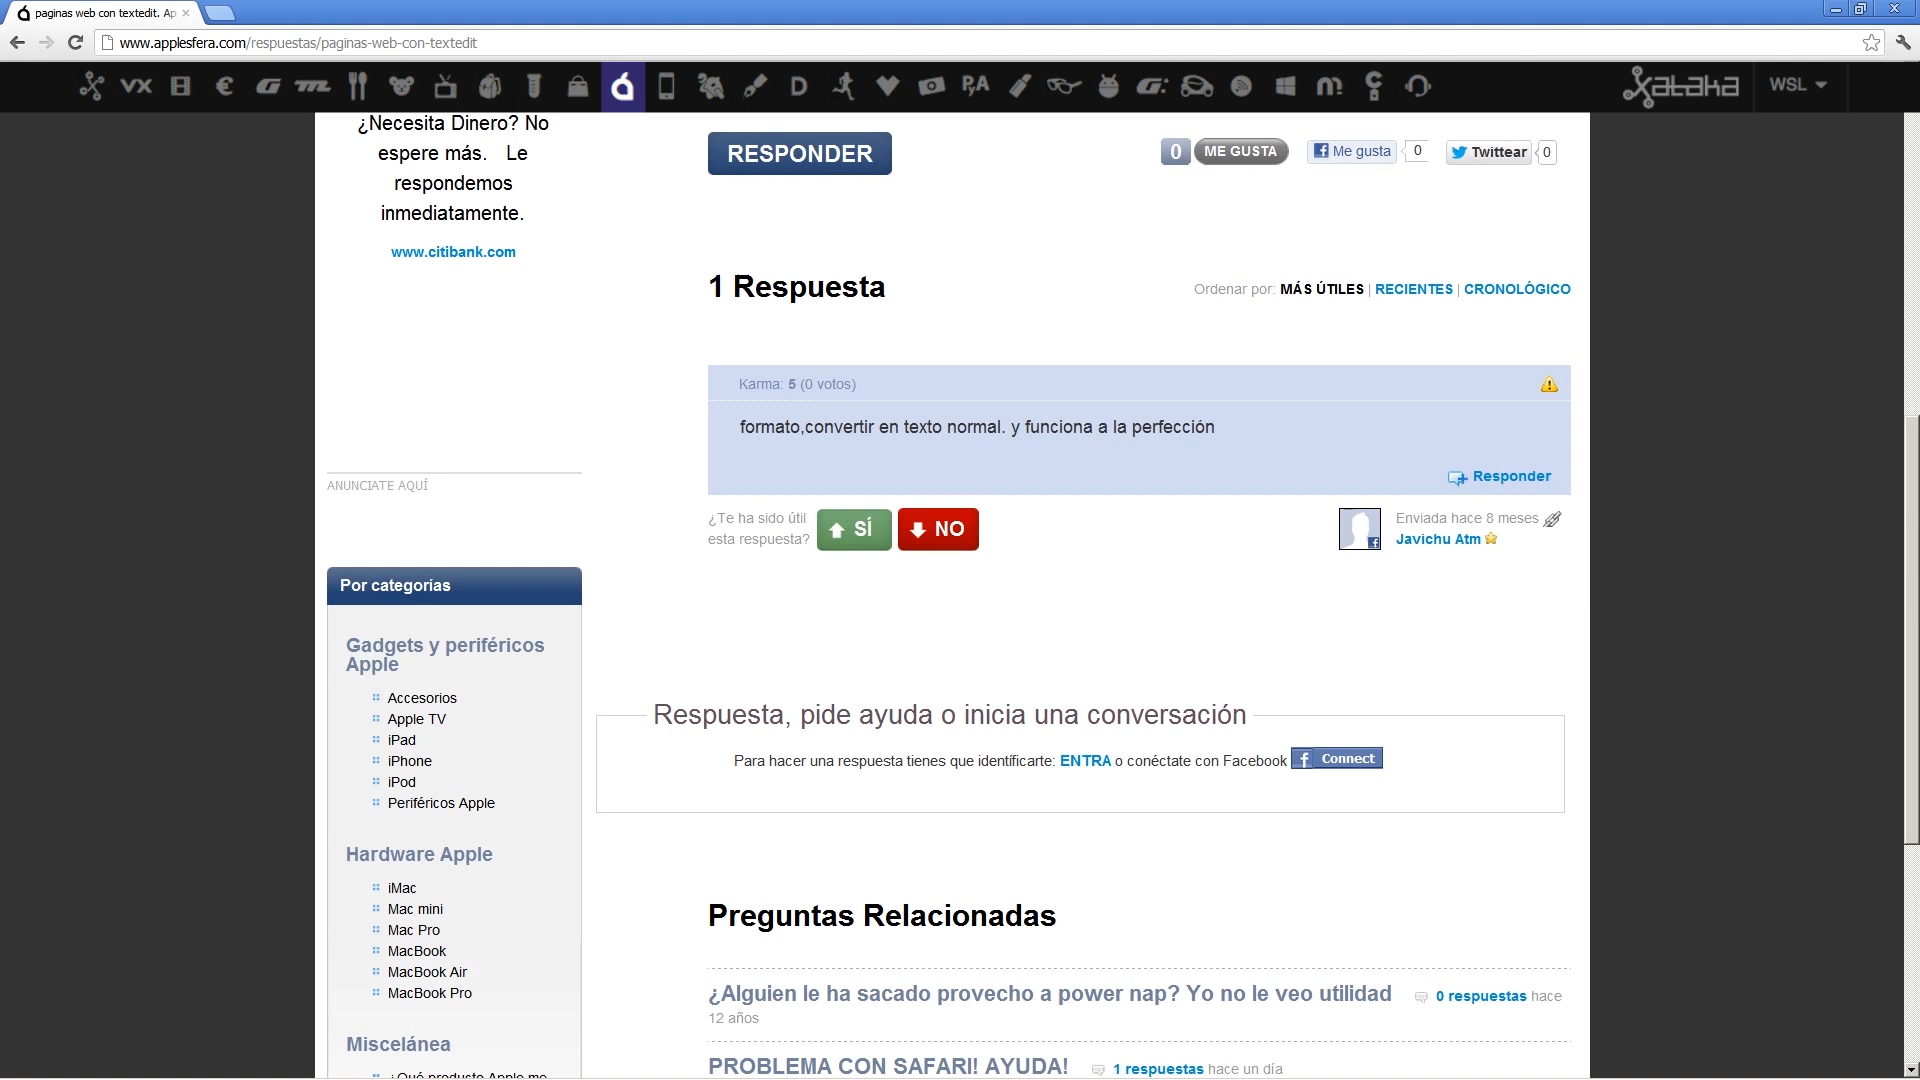 paginas web con textedit. Ap
www.applesfera.com/respuestas/paginas-web-con-textedit
VX
xataka
WSL
¿Necesita Dinero? No
espere más. Le
respondemos
inmediatamente.
www.citibank.com
ANUNCIATE AQUÍ
Por categorías
Gadgets y periféricos
Apple
Accesorios
Apple TV
iPad
iPhone
iPod
Periféricos Apple
Hardware Apple
iMac
Mac mini
Mac Pro
MacBook
MacBook Air
MacBook Pro
Miscelánea
¿Qué producto Apple me
RESPONDER
0 ME GUSTA
Me gusta 0
Twittear 0
1 Respuesta
Ordenar por: MÁS ÚTILES | RECIENTES | CRONOLÓGICO
Karma: 5 (0 votos)
formato,convertir en texto normal. y funciona a la perfección
Responder
¿Te ha sido útil
esta respuesta?
SÍ
NO
Enviada hace 8 meses
Javichu Atm
Respuesta, pide ayuda o inicia una conversación
Para hacer una respuesta tienes que identifícarte: ENTRA o conéctate con Facebook Connect
Preguntas Relacionadas
¿Alguien le ha sacado provecho a power nap? Yo no le veo utilidad 0 respuestas hace
12 años
PROBLEMA CON SAFARI! AYUDA! 1 respuestas hace un día